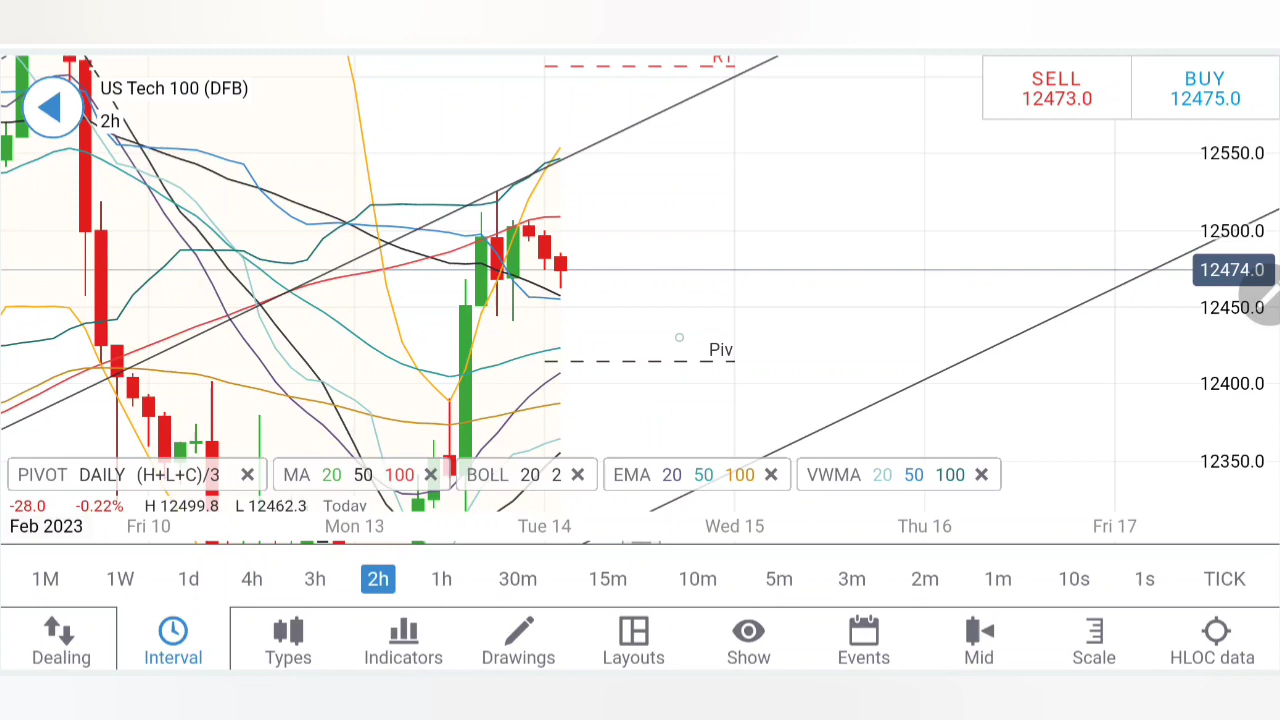 R1
US Tech 100 (DFB)
2h
SELL
12473.0
BUY
12475.0
12550.0
12500.0
12474.0
12450.0
Piv
12400.0
12350.0
PIVOT DAILY (H+L+C)/3
MA 20 50 100
BOLL 20 2
EMA 20 50 100
VWMA 20 50 100
-28.0 -0.22% H 12499.8 L 12462.3 Today
Feb 2023 Fri 10 Mon 13 Tue 14 Wed 15 Thu 16 Fri 17
1M 1W 1d 4h 3h 2h 1h 30m 15m 10m 5m 3m 2m 1m 10s 1s TICK
Dealing Interval Types Indicators Drawings Layouts Show Events Mid Scale HLOC data